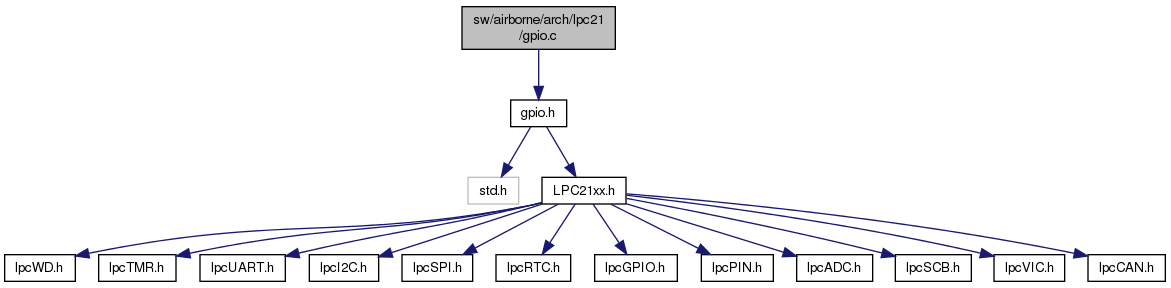 sw/airborne/arch/lpc21
/gpio.c
gpio.h
std.h
LPC21xx.h
lpcWD.h
lpcTMR.h
lpcUART.h
lpcI2C.h
lpcSPI.h
lpcRTC.h
lpcGPIO.h
lpcPIN.h
lpcADC.h
lpcSCB.h
lpcVIC.h
lpcCAN.h